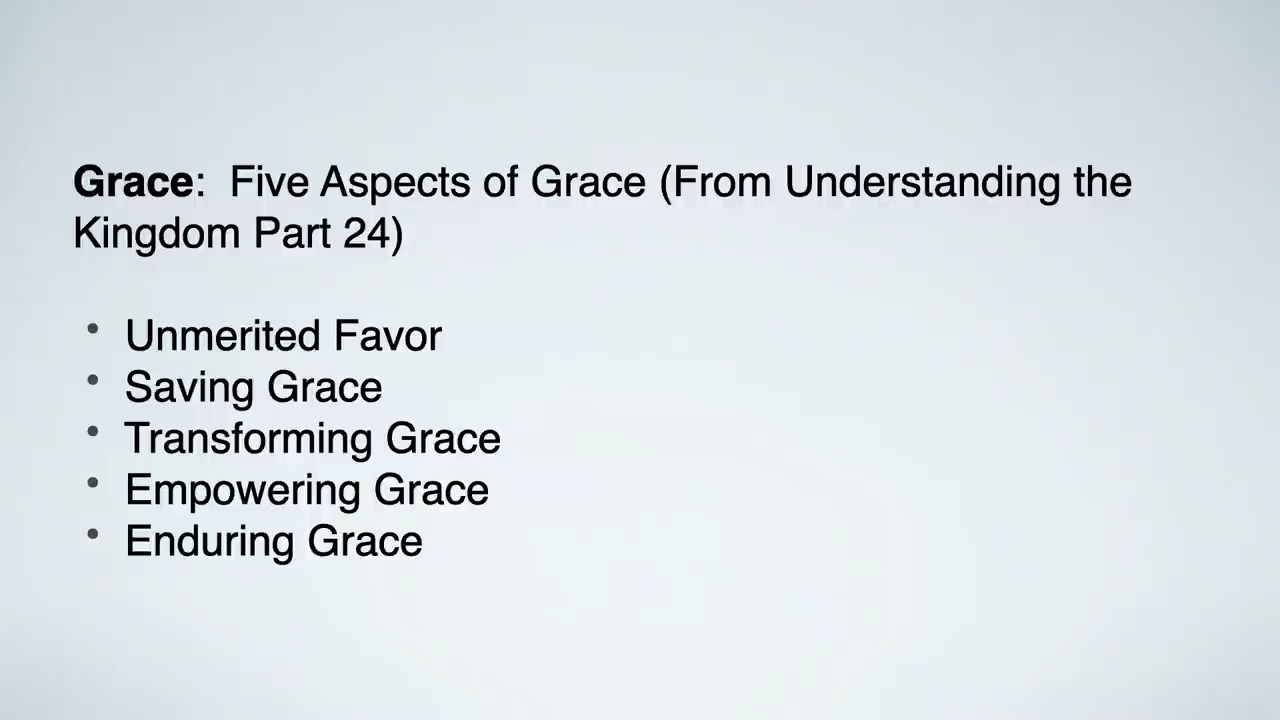 Grace:  Five Aspects of Grace (From Understanding the
Kingdom Part 24)
• Unmerited Favor
• Saving Grace
• Transforming Grace
• Empowering Grace
• Enduring Grace